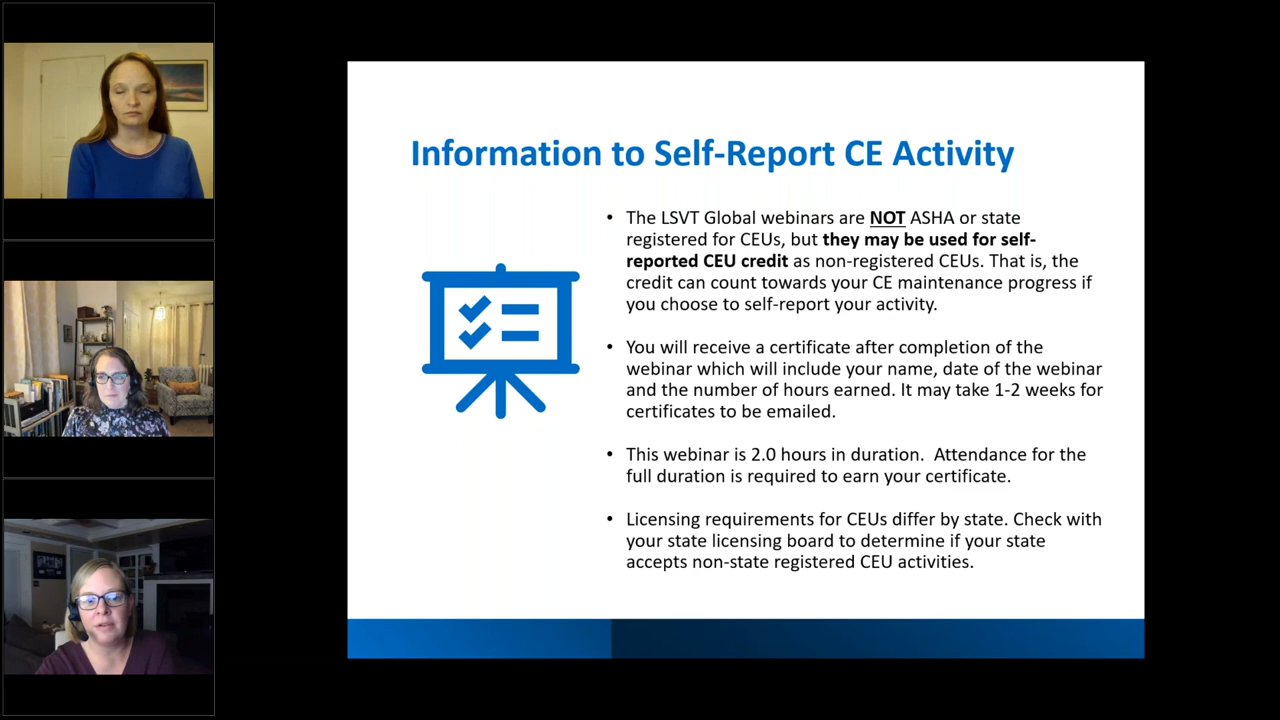 Information to Self-Report CE Activity
• The LSVT Global webinars are NOT ASHA or state
registered for CEUs, but they may be used for self-
reported CEU credit as non-registered CEUs. That is, the
credit can count towards your CE maintenance progress if
you choose to self-report your activity.
• You will receive a certificate after completion of the
webinar which will include your name, date of the webinar
and the number of hours earned. It may take 1-2 weeks for
certificates to be emailed.
• This webinar is 2.0 hours in duration.  Attendance for the
full duration is required to earn your certificate.
• Licensing requirements for CEUs differ by state. Check with
your state licensing board to determine if your state
accepts non-state registered CEU activities.